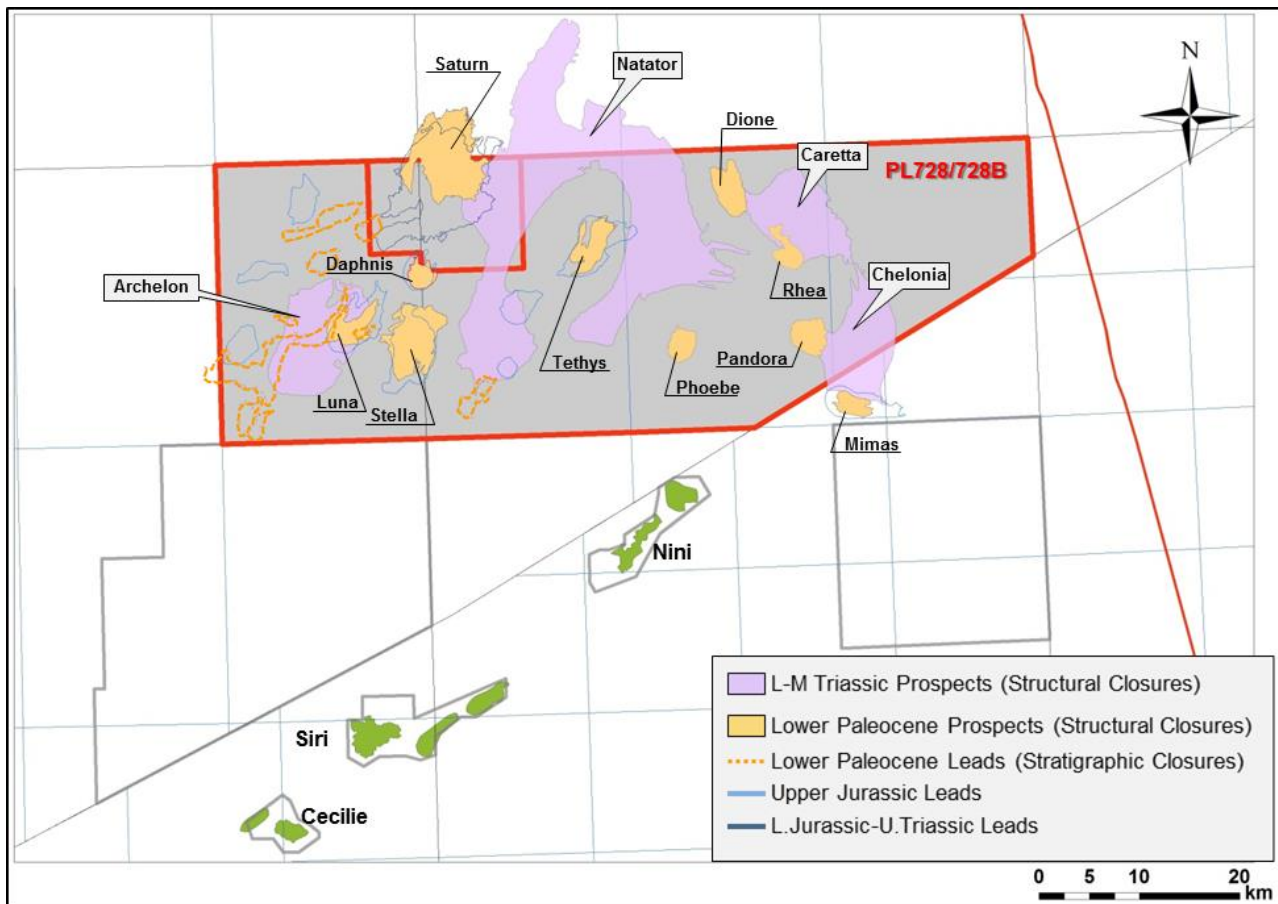 Saturn
Natator
N
Dione
Caretta
PL728/728B
Daphnis
Archelon
Rhea
Chelonia
Luna
Stella
Tethys
Phoebe
Pandora
Mimas
Nini
Siri
Cecilie
L-M Triassic Prospects (Structural Closures)
Lower Paleocene Prospects (Structural Closures)
Lower Paleocene Leads (Stratigraphic Closures)
Upper Jurassic Leads
L.Jurassic-U.Triassic Leads
0 5 10 20
km